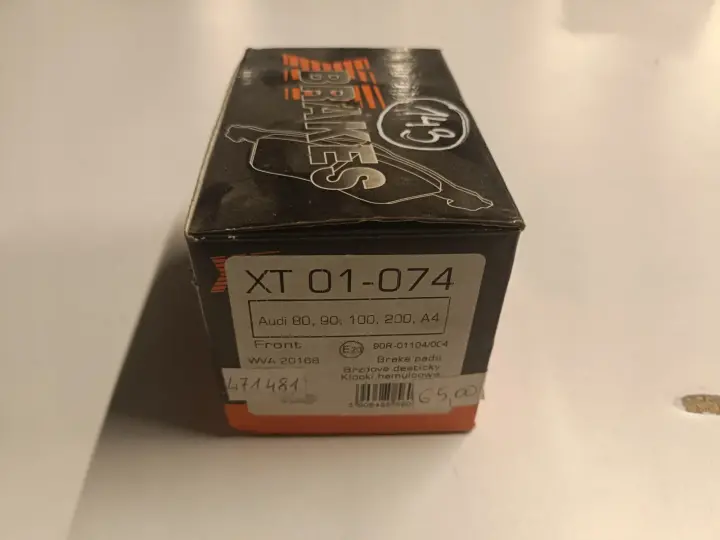 BRAKES
143
XT 01-074
Audi 80, 90, 100, 200, A4
Front
E20
90R-01104/004
WVA 20168
Brake pads
Brzdové destičky
Klocki hamulcowe
471481
65,00